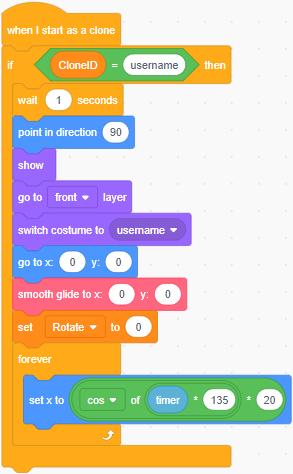 when I start as a clone
if CloneID = username then
wait 1 seconds
point in direction 90
show
go to front layer
switch costume to username
go to x: 0 y: 0
smooth glide to x: 0 y: 0
set Rotate to 0
forever
set x to cos of timer * 135 * 20